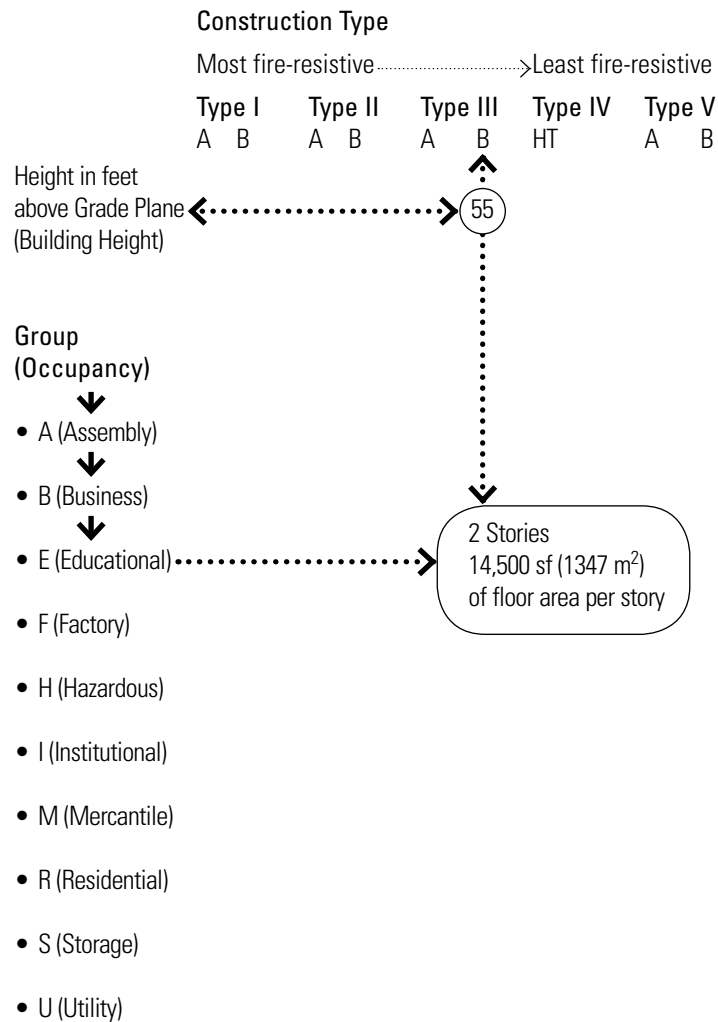 Construction Type
Most fire-resistive Least fire-resistive
Type I Type II Type III Type IV Type V
A B A B A B HT A B
Height in feet
above Grade Plane
(Building Height)
55
Group
(Occupancy)
• A (Assembly)
• B (Business)
• E (Educational)
2 Stories
14,500 sf (1347 m²)
of floor area per story
• F (Factory)
• H (Hazardous)
• I (Institutional)
• M (Mercantile)
• R (Residential)
• S (Storage)
• U (Utility)